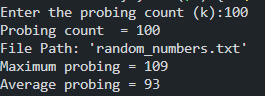 Enter the probing count (k):100
Probing count  = 100
File Path: 'random_numbers.txt'
Maximum probing = 109
Average probing = 93